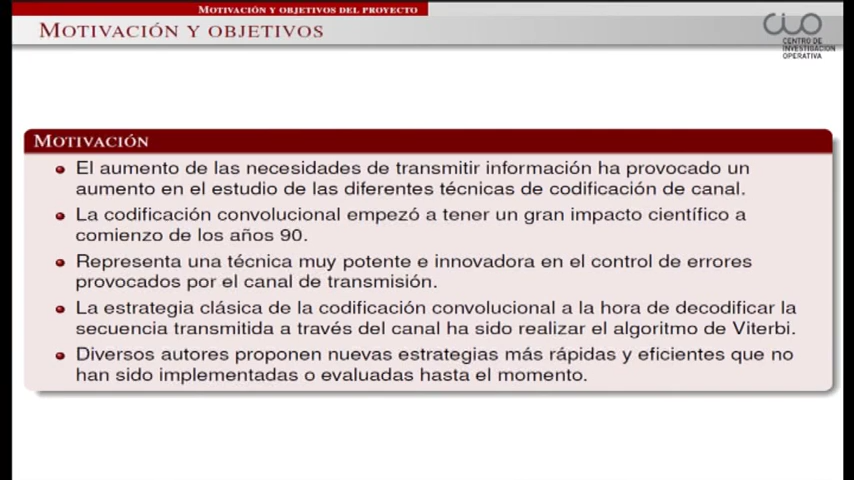 MOTIVACIÓN Y OBJETIVOS DEL PROYECTO
MOTIVACIÓN Y OBJETIVOS
CIO
CENTRO DE
INVESTIGACION
OPERATIVA
MOTIVACIÓN
El aumento de las necesidades de transmitir información ha provocado un
aumento en el estudio de las diferentes técnicas de codificación de canal.
La codificación convolucional empezó a tener un gran impacto científico a
comienzo de los años 90.
Representa una técnica muy potente e innovadora en el control de errores
provocados por el canal de transmisión.
La estrategia clásica de la codificación convolucional a la hora de decodificar la
secuencia transmitida a través del canal ha sido realizar el algoritmo de Viterbi.
Diversos autores proponen nuevas estrategias más rápidas y eficientes que no
han sido implementadas o evaluadas hasta el momento.